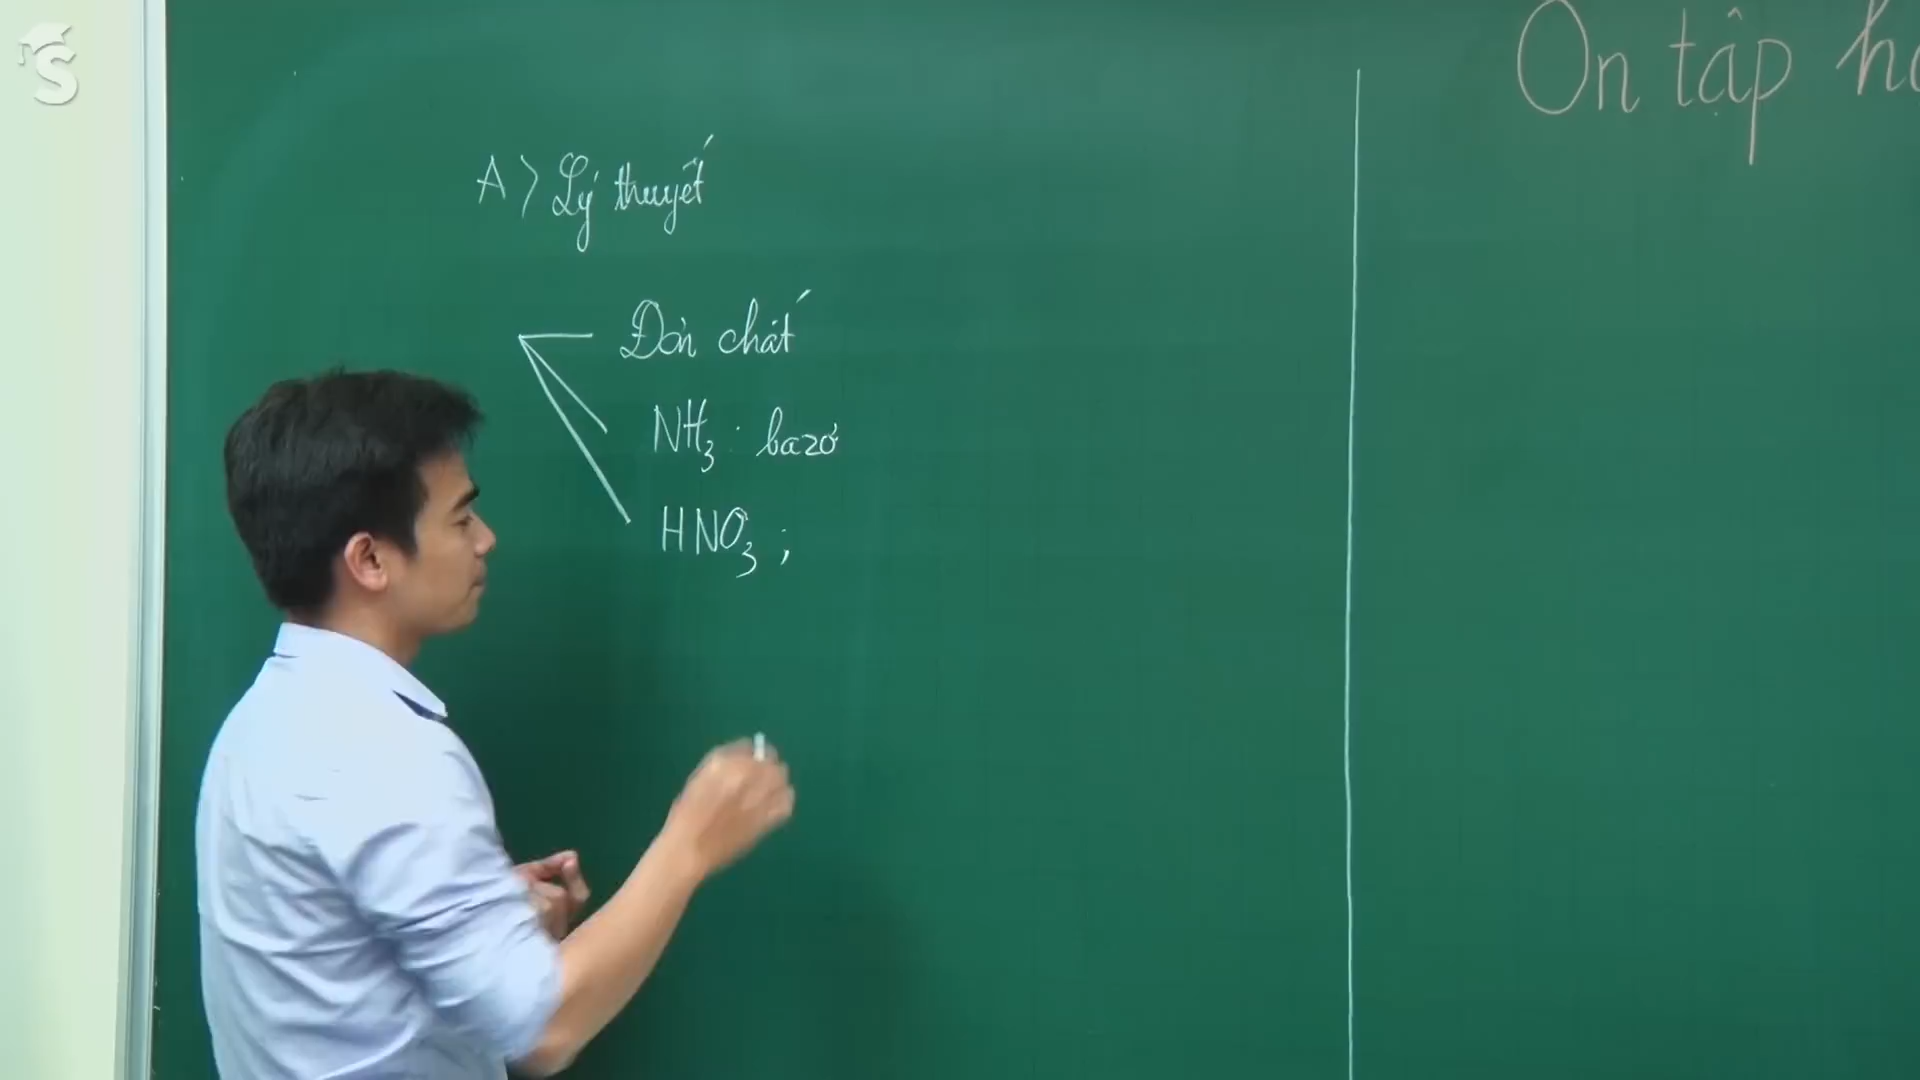 Ôn tập
A> Lý thuyết
Đơn chất
NH₃ : bazơ
HNO₃ ;
S